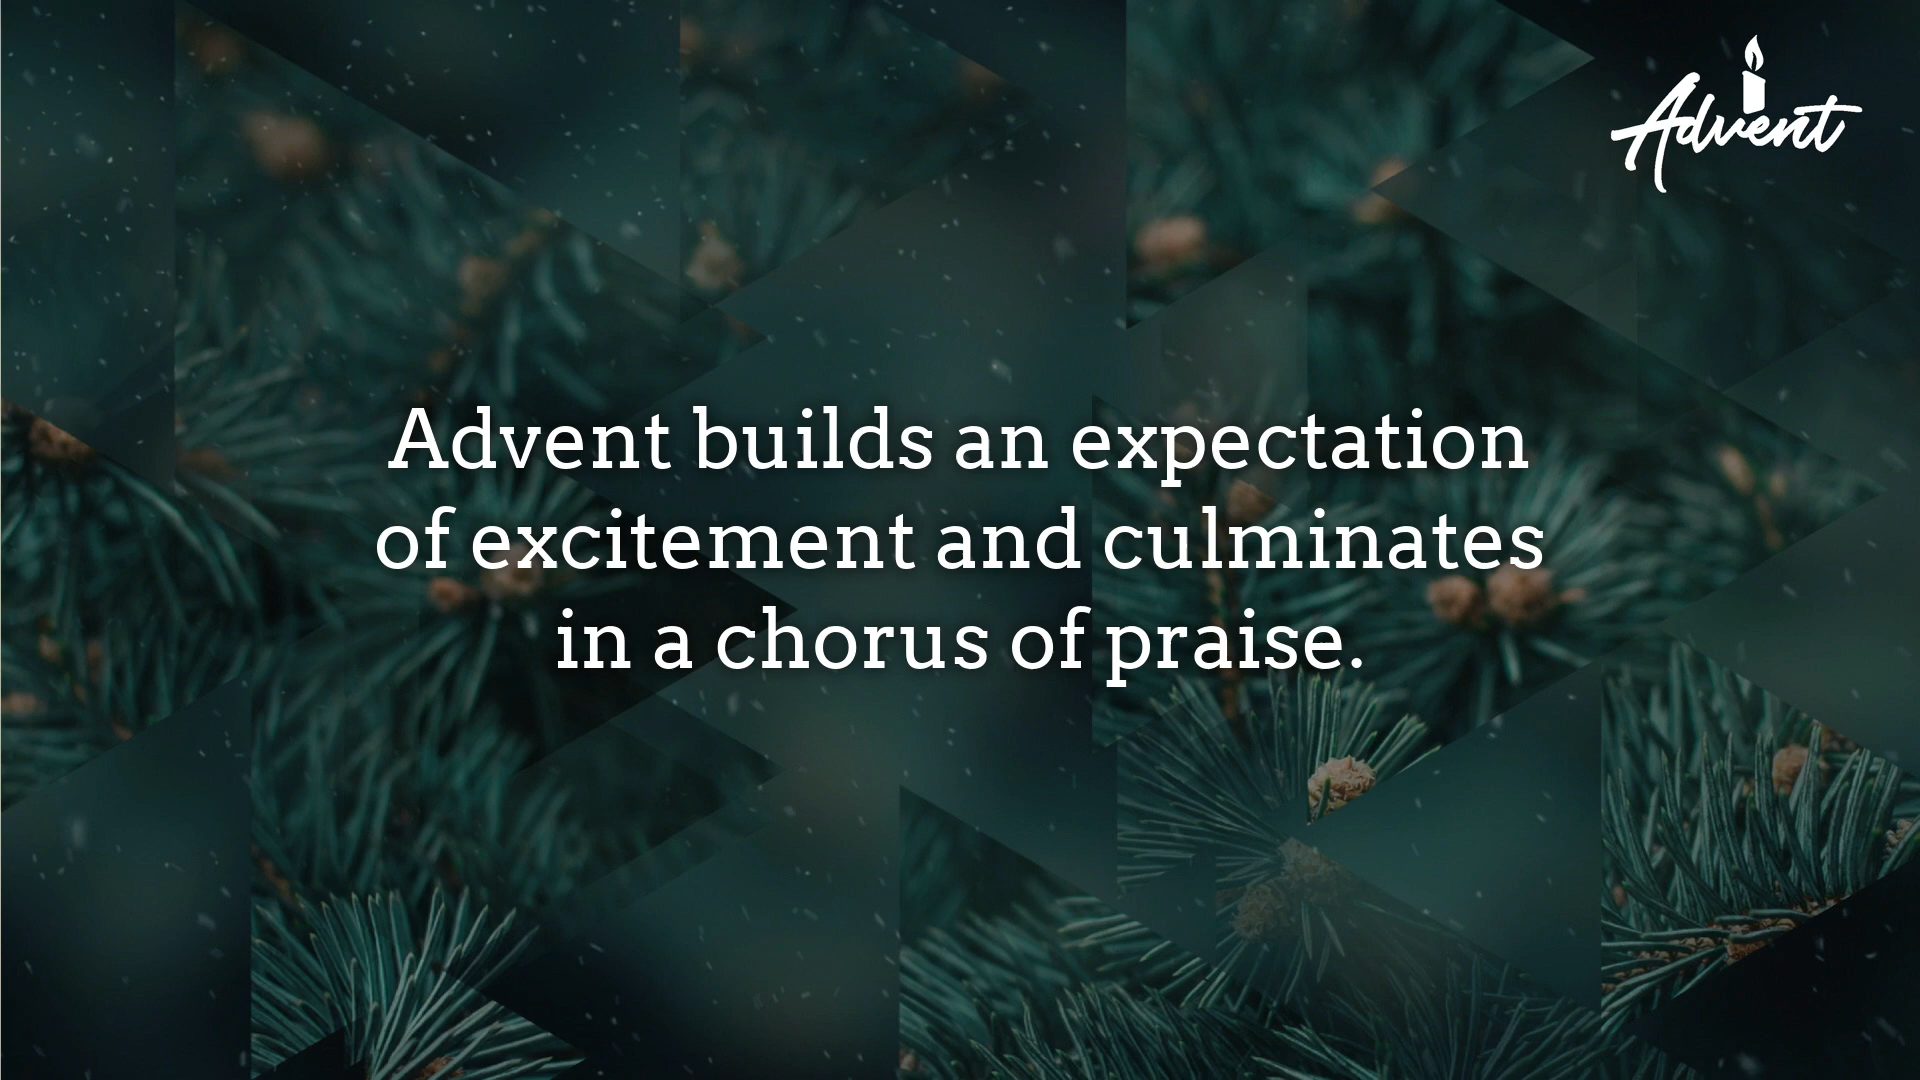 Advent
Advent builds an expectation
of excitement and culminates
in a chorus of praise.